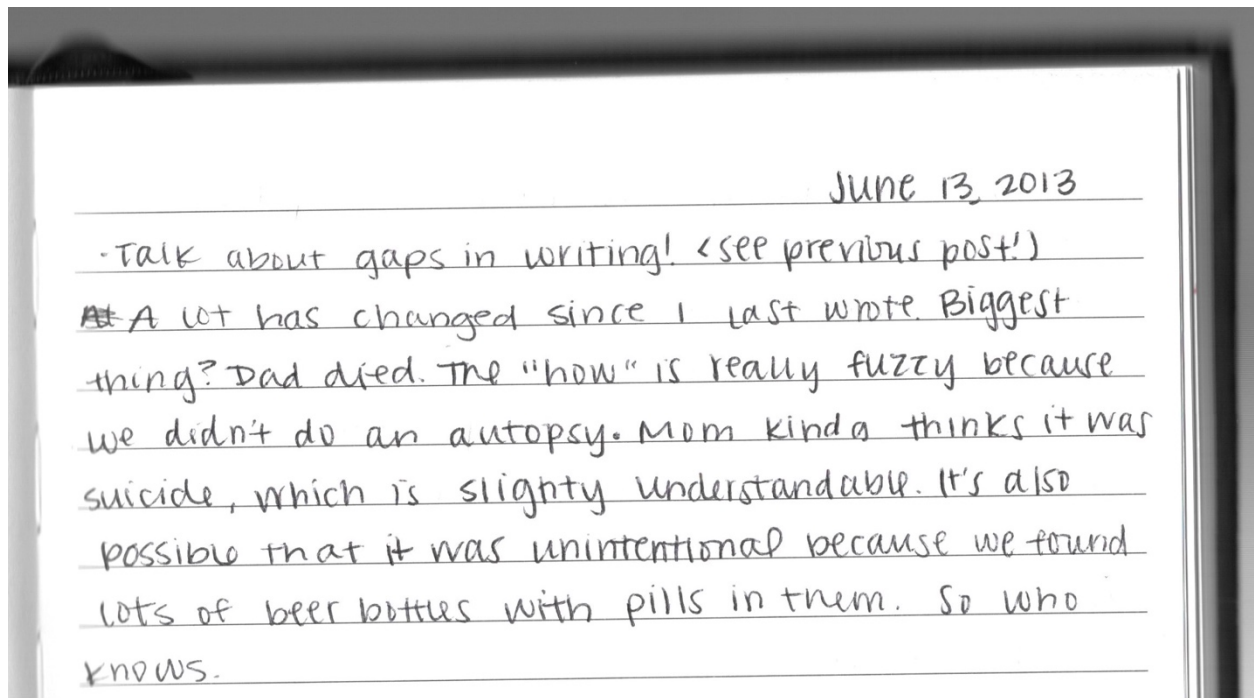 June 13, 2013
·Talk about gaps in writing! (see previous post!)
A lot has changed since I last wrote. Biggest
thing? Dad died. The "how" is really fuzzy because
we didn't do an autopsy. Mom kinda thinks it was
suicide, which is slighty understandable. It's also
possible that it was unintentional because we found
lots of beer bottles with pills in them. So who
knows.